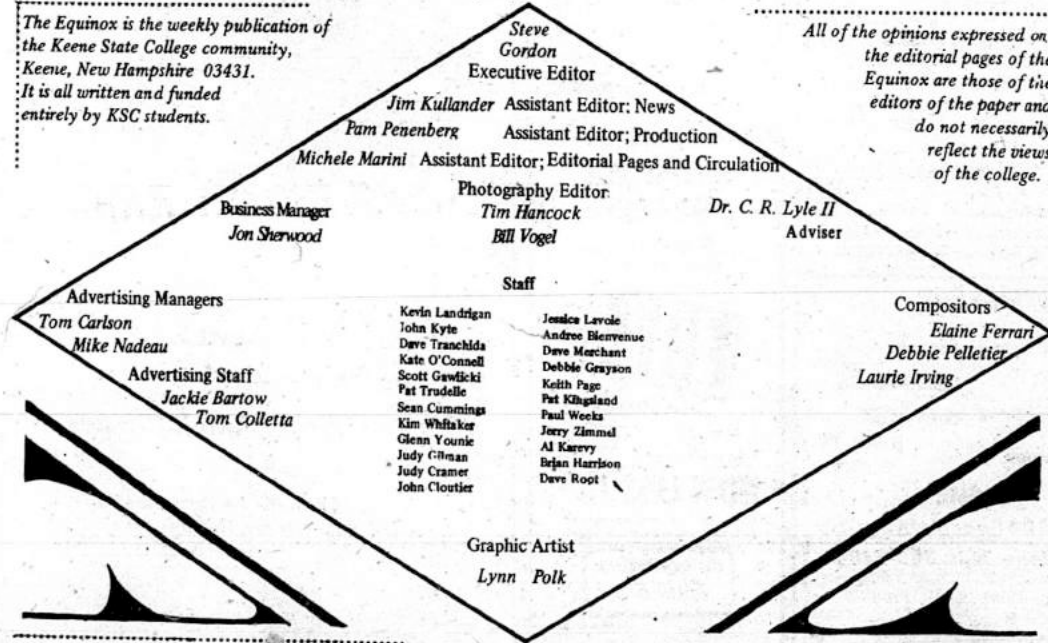 The Equinox is the weekly publication of
the Keene State College community,
Keene, New Hampshire 03431.
It is all written and funded
entirely by KSC students.
All of the opinions expressed on
the editorial pages of the
Equinox are those of the
editors of the paper and
do not necessarily
reflect the views
of the college.
Steve
Gordon
Executive Editor
Jim Kullander Assistant Editor: News
Pam Penenberg Assistant Editor; Production
Michele Marini Assistant Editor; Editorial Pages and Circulation
Photography Editor
Tim Hancock
Bill Vogel
Business Manager
Jon Sherwood
Dr. C. R. Lyle II
Adviser
Advertising Managers
Tom Carlson
Mike Nadeau
Advertising Staff
Jackie Bartow
Tom Colletta
Staff
Kevin Landrigan
John Kyte
Dave Tranchida
Kate O'Connell
Scott Gawlicki
Pat Trudelle
Sean Cummings
Kim Whitaker
Glenn Younie
Judy Gilman
Judy Cramer
John Cloutier
Jessica Lavoie
Andree Bienvenue
Dave Merchant
Debbie Grayson
Keith Page
Pat Kingsland
Paul Weeks
Jerry Zimmel
Al Karevy
Brian Harrison
Dave Root
Compositors
Elaine Ferrari
Debbie Pelletier
Laurie Irving
Graphic Artist
Lynn Polk